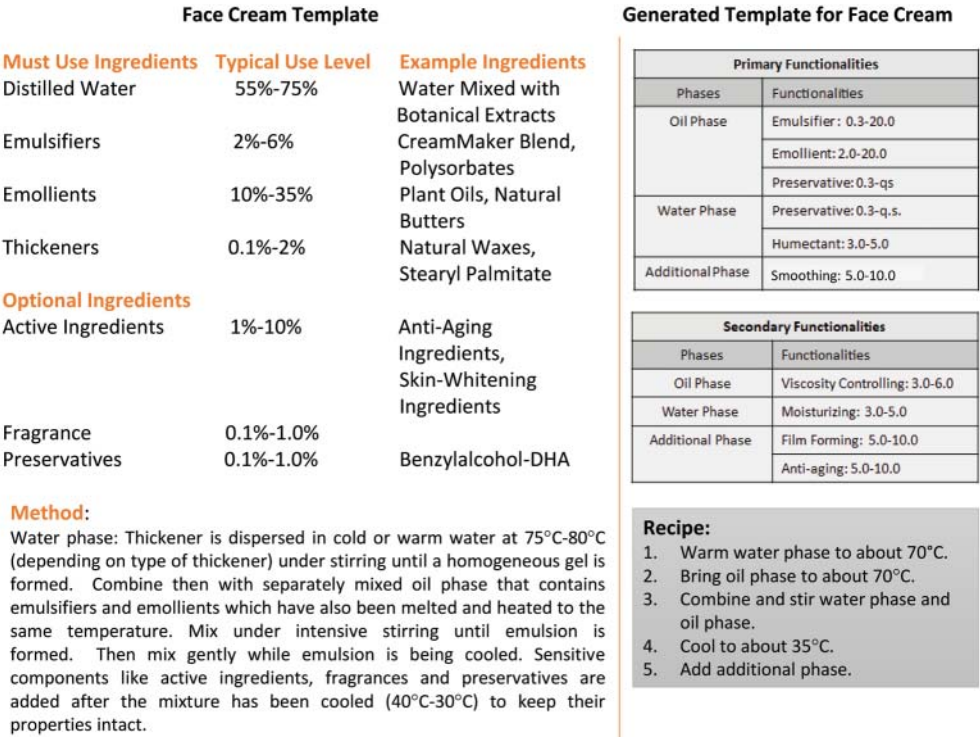 Face Cream Template
Must Use Ingredients Typical Use Level Example Ingredients
Distilled Water 55%-75% Water Mixed with
Botanical Extracts
Emulsifiers 2%-6% CreamMaker Blend,
Polysorbates
Emollients 10%-35% Plant Oils, Natural
Butters
Thickeners 0.1%-2% Natural Waxes,
Stearyl Palmitate
Optional Ingredients
Active Ingredients 1%-10% Anti-Aging
Ingredients,
Skin-Whitening
Ingredients
Fragrance 0.1%-1.0%
Preservatives 0.1%-1.0% Benzylalcohol-DHA
Method:
Water phase: Thickener is dispersed in cold or warm water at 75°C-80°C
(depending on type of thickener) under stirring until a homogeneous gel is
formed. Combine then with separately mixed oil phase that contains
emulsifiers and emollients which have also been melted and heated to the
same temperature. Mix under intensive stirring until emulsion is
formed. Then mix gently while emulsion is being cooled. Sensitive
components like active ingredients, fragrances and preservatives are
added after the mixture has been cooled (40°C-30°C) to keep their
properties intact.
Generated Template for Face Cream
Primary Functionalities
Phases Functionalities
Oil Phase Emulsifier: 0.3-20.0
Emollient: 2.0-20.0
Preservative: 0.3-qs
Water Phase Preservative: 0.3-q.s.
Humectant: 3.0-5.0
Additional Phase Smoothing: 5.0-10.0
Secondary Functionalities
Phases Functionalities
Oil Phase Viscosity Controlling: 3.0-6.0
Water Phase Moisturizing: 3.0-5.0
Additional Phase Film Forming: 5.0-10.0
Anti-aging: 5.0-10.0
Recipe:
1. Warm water phase to about 70°C.
2. Bring oil phase to about 70°C.
3. Combine and stir water phase and
oil phase.
4. Cool to about 35°C.
5. Add additional phase.